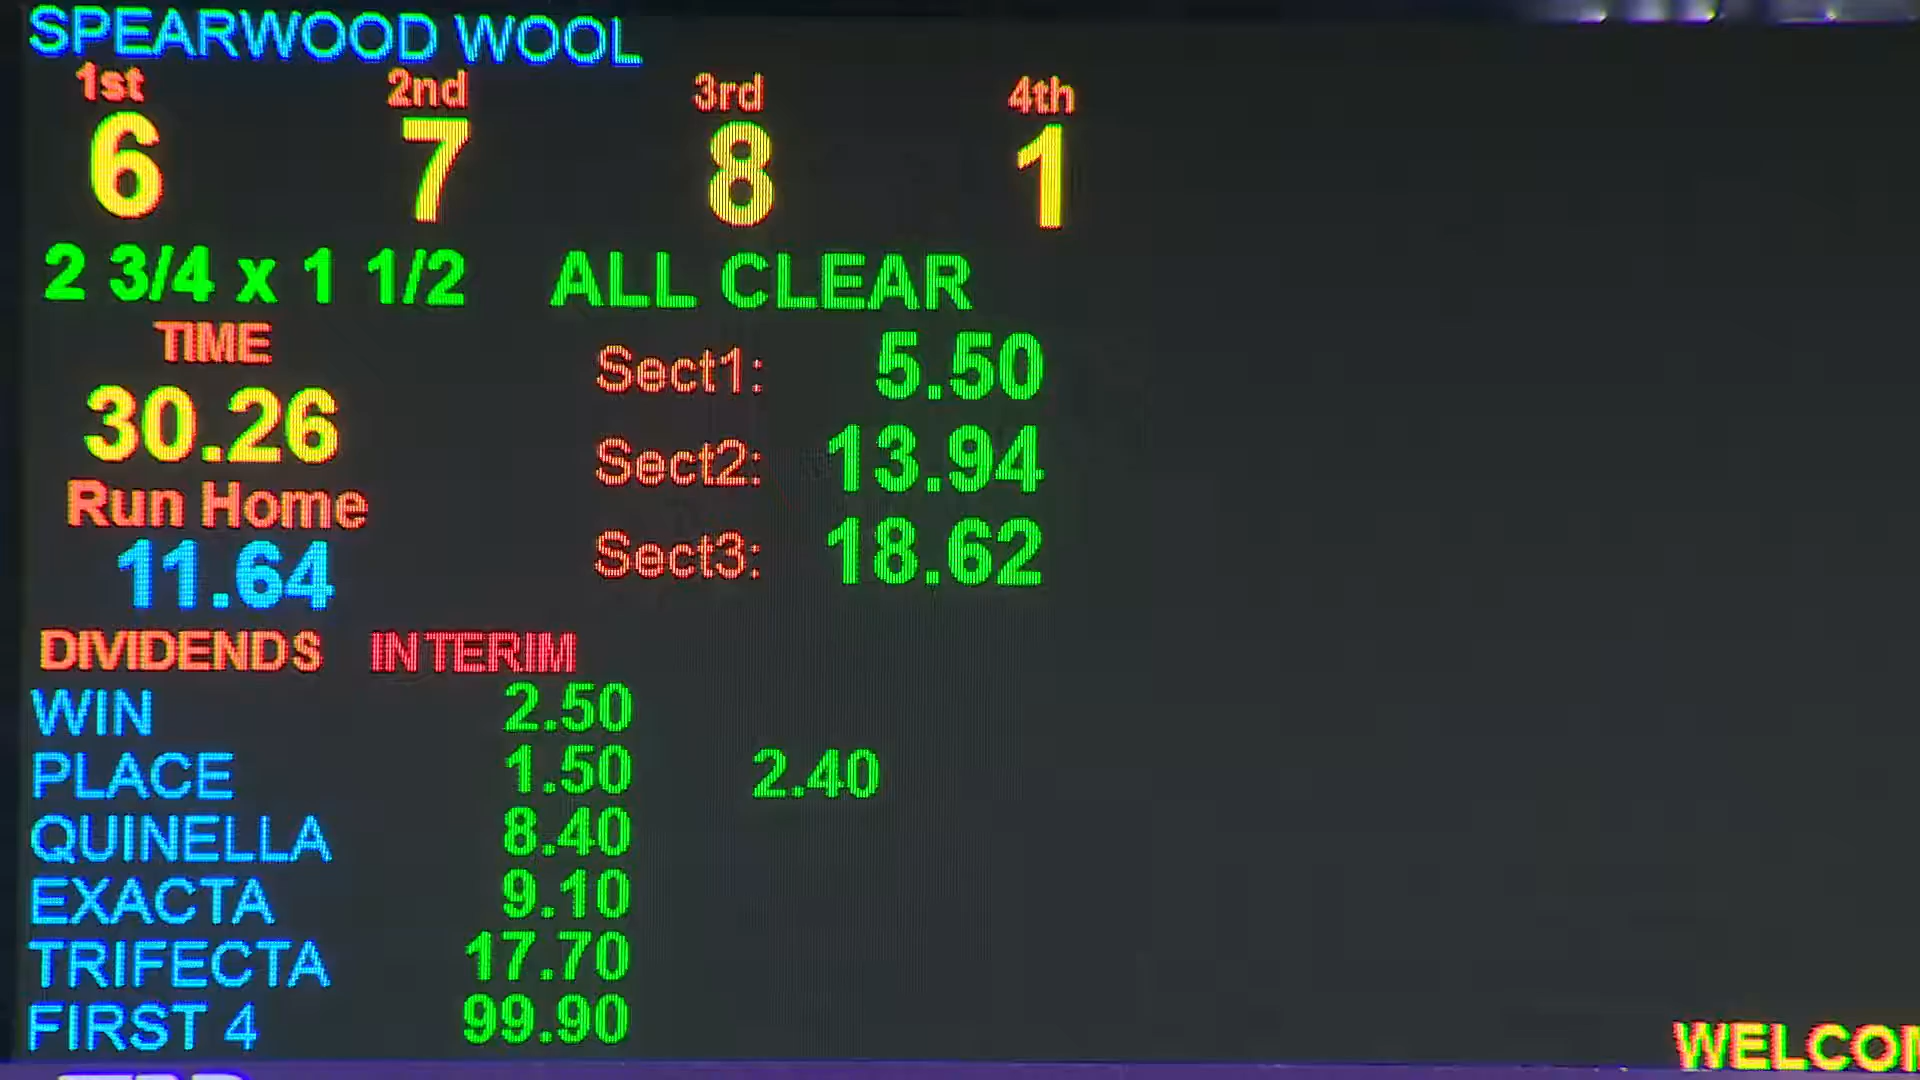 SPEARWOOD WOOL
1st 2nd 3rd 4th
6 7 8 1
2 3/4 x 1 1/2 ALL CLEAR
TIME
30.26
Run Home
11.64
Sect1: 5.50
Sect2: 13.94
Sect3: 18.62
DIVIDENDS INTERIM
WIN 2.50
PLACE 1.50 2.40
QUINELLA 8.40
EXACTA 9.10
TRIFECTA 17.70
FIRST 4 99.90